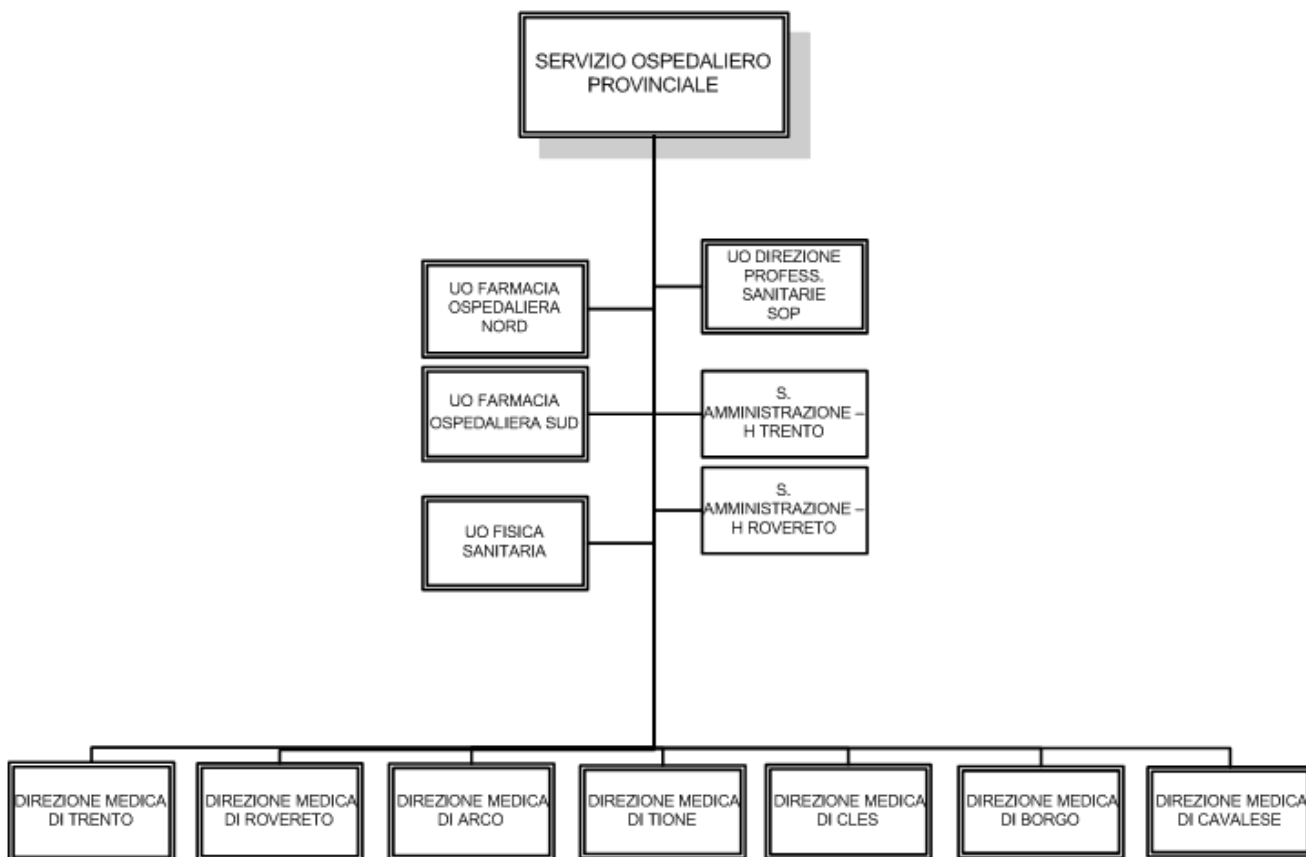 SERVIZIO OSPEDALIERO
PROVINCIALE
UO FARMACIA
OSPEDALIERA
NORD
UO DIREZIONE
PROFESS.
SANITARIE
SOP
UO FARMACIA
OSPEDALIERA SUD
S.
AMMINISTRAZIONE –
H TRENTO
UO FISICA
SANITARIA
S.
AMMINISTRAZIONE –
H ROVERETO
DIREZIONE MEDICA
DI TRENTO
DIREZIONE MEDICA
DI ROVERETO
DIREZIONE MEDICA
DI ARCO
DIREZIONE MEDICA
DI TIONE
DIREZIONE MEDICA
DI CLES
DIREZIONE MEDICA
DI BORGO
DIREZIONE MEDICA
DI CAVALESE